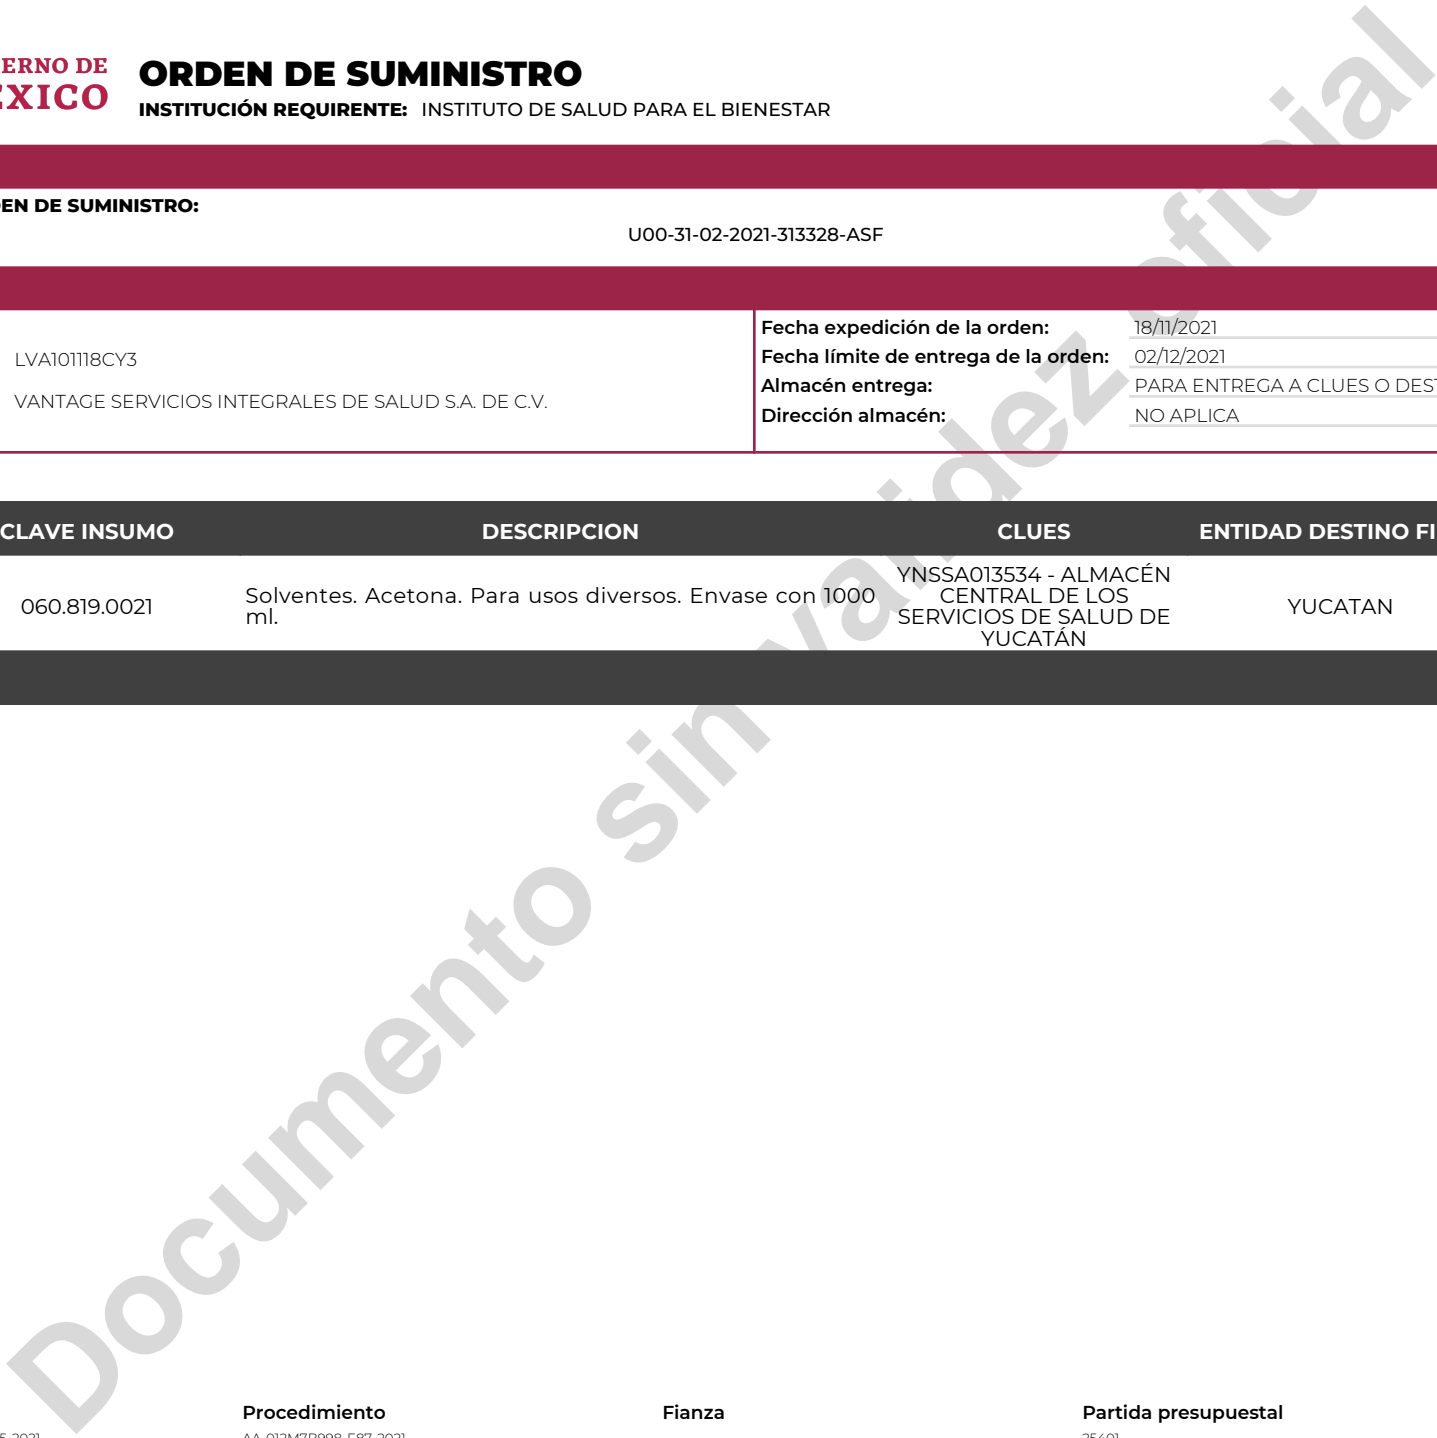 ERNO DE
ÉXICO
ORDEN DE SUMINISTRO
INSTITUCIÓN REQUIRENTE: INSTITUTO DE SALUD PARA EL BIENESTAR
EN DE SUMINISTRO:
U00-31-02-2021-313328-ASF
LVA101118CY3
VANTAGE SERVICIOS INTEGRALES DE SALUD S.A. DE C.V.
Fecha expedición de la orden: 18/11/2021
Fecha límite de entrega de la orden: 02/12/2021
Almacén entrega: PARA ENTREGA A CLUES O DEST
Dirección almacén: NO APLICA
CLAVE INSUMO DESCRIPCION CLUES ENTIDAD DESTINO FI
060.819.0021
Solventes. Acetona. Para usos diversos. Envase con 1000
ml.
YNSSA013534 - ALMACÉN
CENTRAL DE LOS
SERVICIOS DE SALUD DE
YUCATÁN
YUCATAN
Documento sin validez oficial
Procedimiento Fianza Partida presupuestal